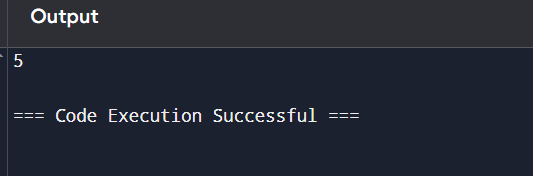 Output
5
=== Code Execution Successful ===